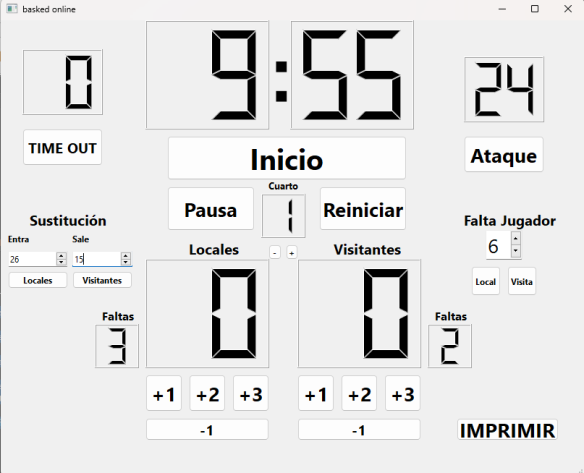 basked online
0
9:55
24
TIME OUT
Inicio
Ataque
Pausa
Cuarto
1
Reiniciar
Sustitución
Falta Jugador
Entra
Sale
6
26
15
Locales
Visitantes
- +
Locales
Visitantes
Local
Visita
0
0
Faltas
3
Faltas
2
+1 +2 +3
+1 +2 +3
-1
-1
IMPRIMIR